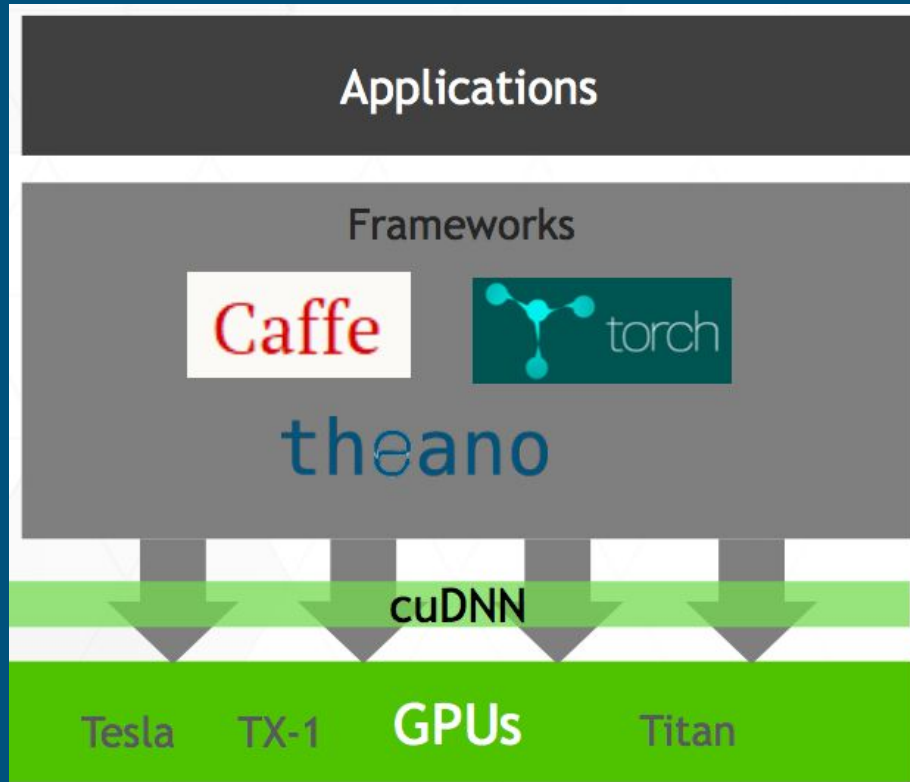 Applications
Frameworks
Caffe
torch
theano
cuDNN
Tesla TX-1 GPUs Titan